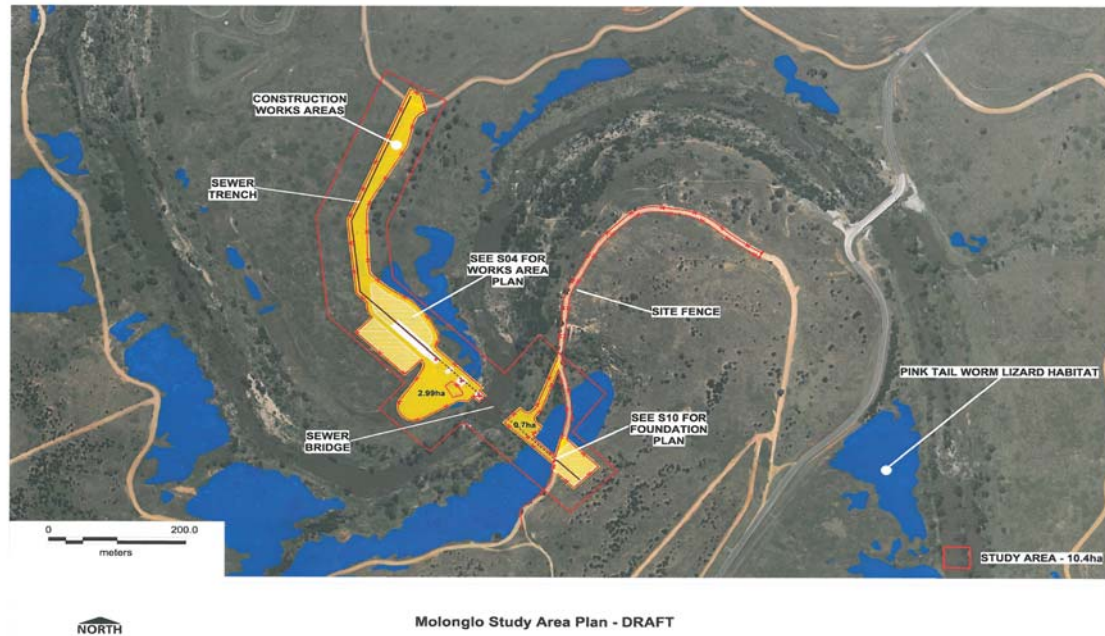 CONSTRUCTION
WORKS AREAS
SEWER
TRENCH
SEE S04 FOR
WORKS AREA
PLAN
SITE FENCE
PINK TAIL WORM LIZARD HABITAT
2.99ha
0.7ha
SEE S10 FOR
FOUNDATION
PLAN
SEWER
BRIDGE
0
200.0
meters
STUDY AREA - 10.4ha
NORTH
Molonglo Study Area Plan - DRAFT